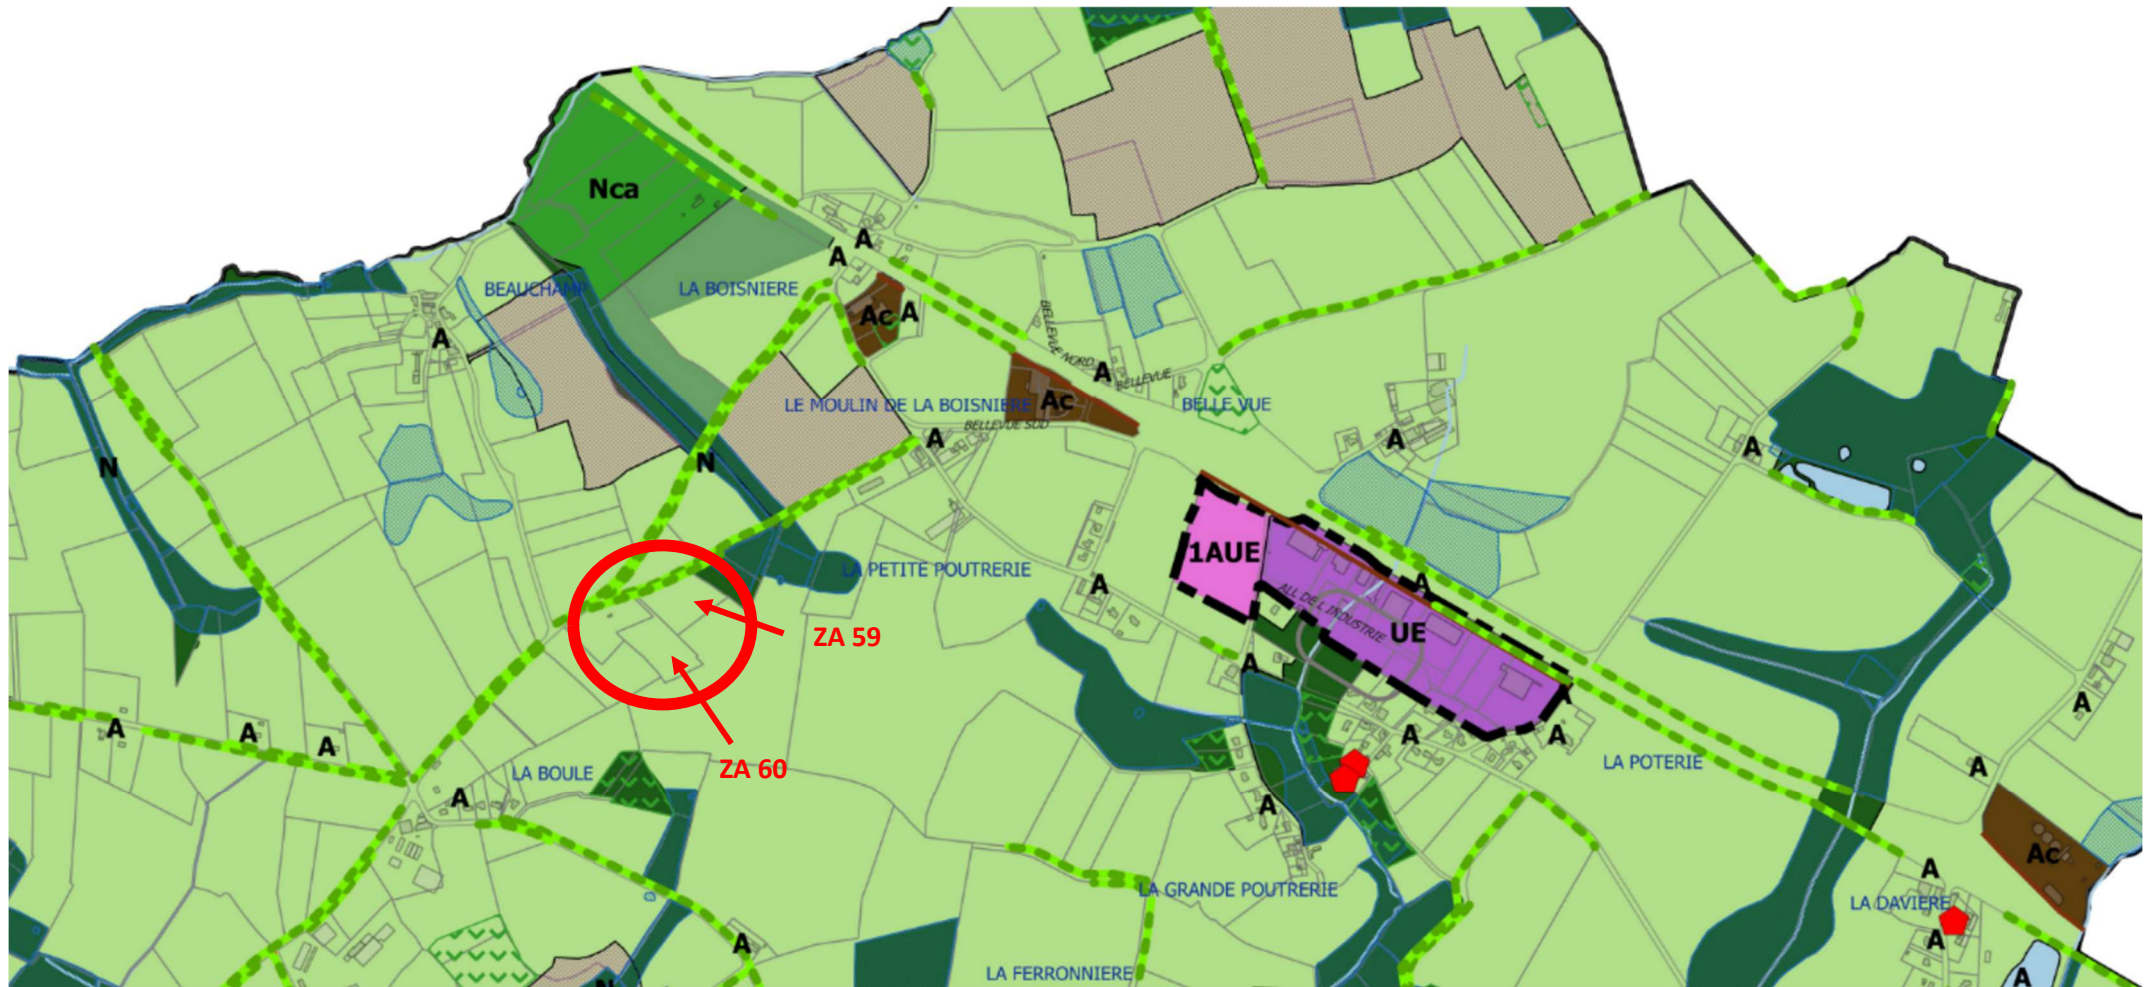 Nca
A
A
BEAUCHAMP
LA BOISNIERE
Ac
A
A
BELLEVUE NORD
A
BELLEVUE
LE MOULIN DE LA BOISNIERE
Ac
BELLE VUE
BELLEVUE SUD
A
A
A
N
N
1AUE
A
LA PETITE POUTRERIE
A
ALL DE L'INDUSTRIE
UE
ZA 59
A
A
A
A
A
A
A
A
LA POTERIE
ZA 60
LA BOULE
A
A
A
Ac
A
LA GRANDE POUTRERIE
LA DAVIERE
A
A
LA FERRONNIERE
A
N